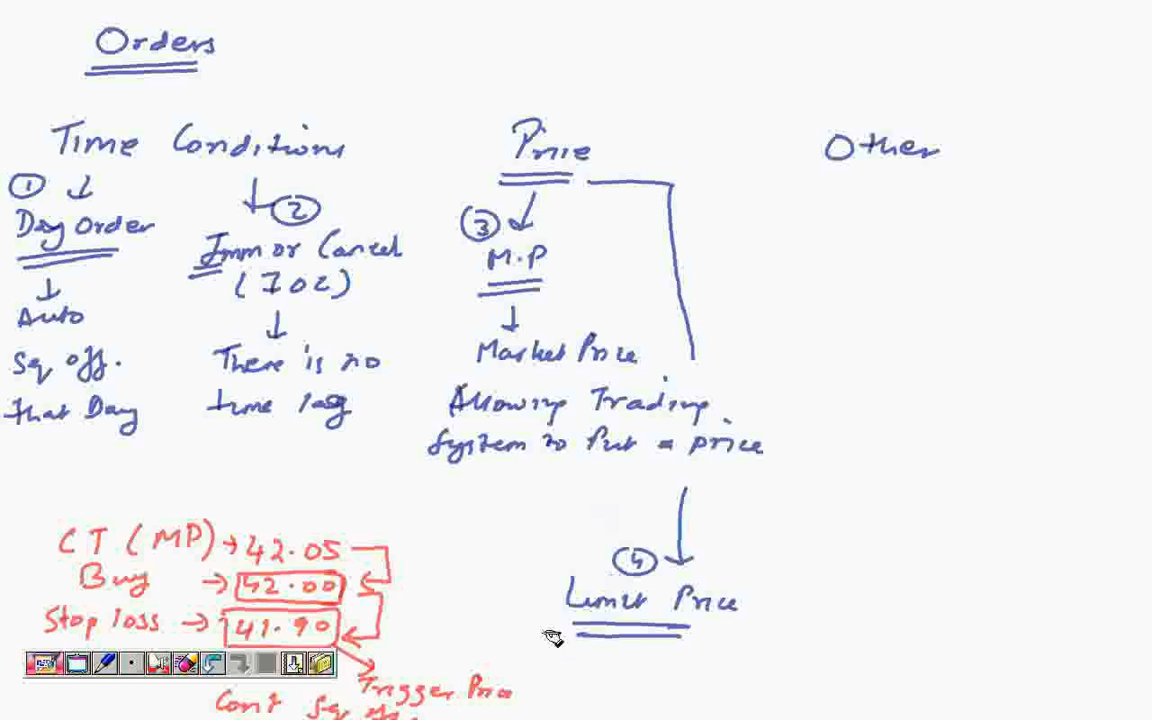 Orders
Time Conditions
Price
Other
①
Day Order
Auto
Sq off.
that Day
②
Imm or Cancel
(IOC)
There is no
time lag
③
M.P
Market Price
Allowing Trading
System to Put a price
④
Limit Price
CT (MP) → 42.05
Buy → 42.00
Stop loss → 41.90
Trigger Price